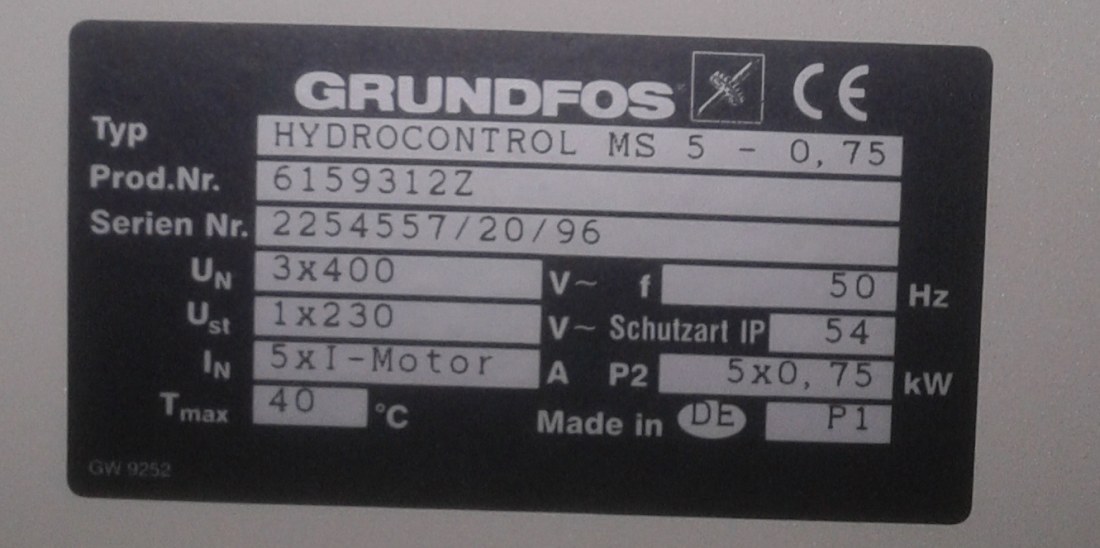 GRUNDFOS CE
Typ HYDROCONTROL MS 5 - 0,75
Prod.Nr. 6159312Z
Serien Nr. 2254557/20/96
UN 3x400 V~ f 50 Hz
Ust 1x230 V~ Schutzart IP 54
IN 5xI-Motor A P2 5x0,75 kW
Tmax 40 °C Made in DE P1
GW 9252